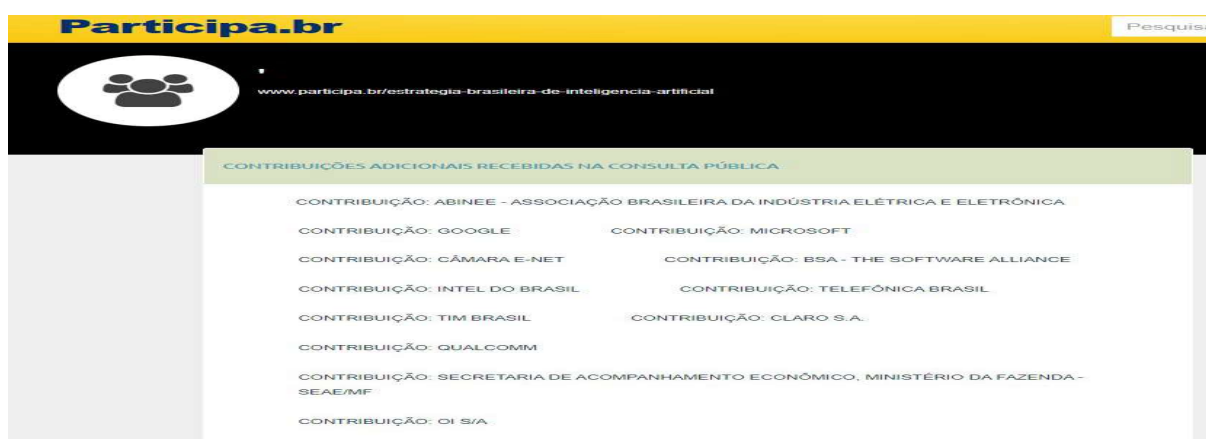 Participa.br
Pesquisa
www.participa.br/estrategia-brasileira-de-inteligencia-artificial
CONTRIBUIÇÕES ADICIONAIS RECEBIDAS NA CONSULTA PÚBLICA
CONTRIBUIÇÃO: ABINEE - ASSOCIAÇÃO BRASILEIRA DA INDÚSTRIA ELÉTRICA E ELETRÔNICA
CONTRIBUIÇÃO: GOOGLE CONTRIBUIÇÃO: MICROSOFT
CONTRIBUIÇÃO: CÂMARA E-NET CONTRIBUIÇÃO: BSA - THE SOFTWARE ALLIANCE
CONTRIBUIÇÃO: INTEL DO BRASIL CONTRIBUIÇÃO: TELEFÔNICA BRASIL
CONTRIBUIÇÃO: TIM BRASIL CONTRIBUIÇÃO: CLARO S.A.
CONTRIBUIÇÃO: QUALCOMM
CONTRIBUIÇÃO: SECRETARIA DE ACOMPANHAMENTO ECONÔMICO, MINISTÉRIO DA FAZENDA -
SEAE/MF
CONTRIBUIÇÃO: OI S/A